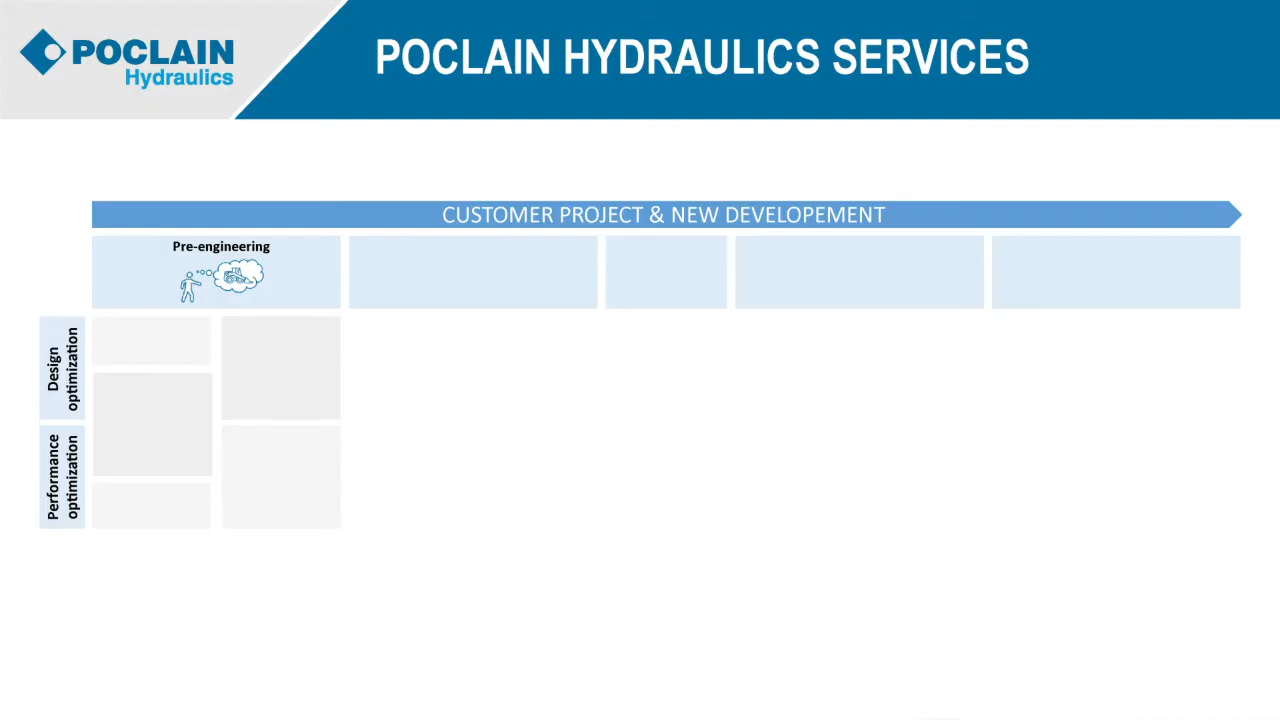 POCLAIN
Hydraulics
POCLAIN HYDRAULICS SERVICES
CUSTOMER PROJECT & NEW DEVELOPEMENT
Pre-engineering
Design
optimization
Performance
optimization